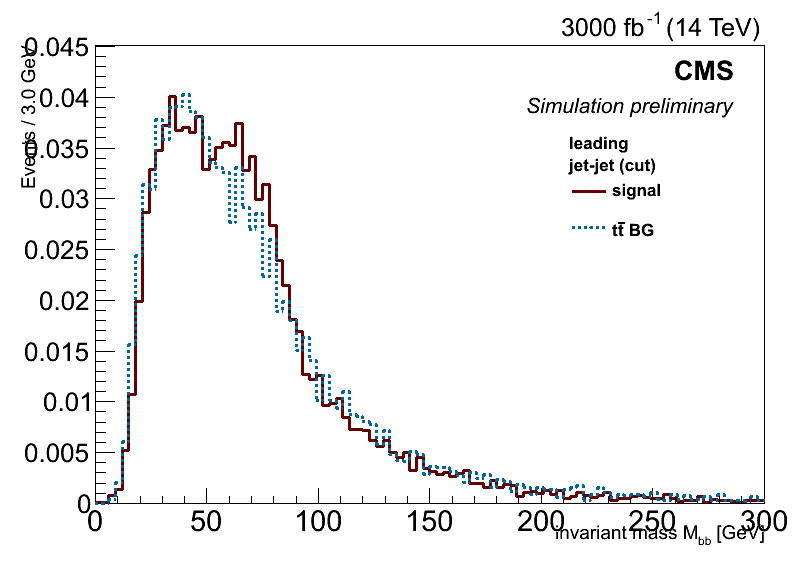 3000 fb-1 (14 TeV)
CMS
Simulation preliminary
leading
jet-jet (cut)
signal
tt̄ BG
Events / 3.0 GeV
0.045
0.04
0.035
0.03
0.025
0.02
0.015
0.01
0.005
0
0 50 100 150 200 250 300
invariant mass Mbb [GeV]